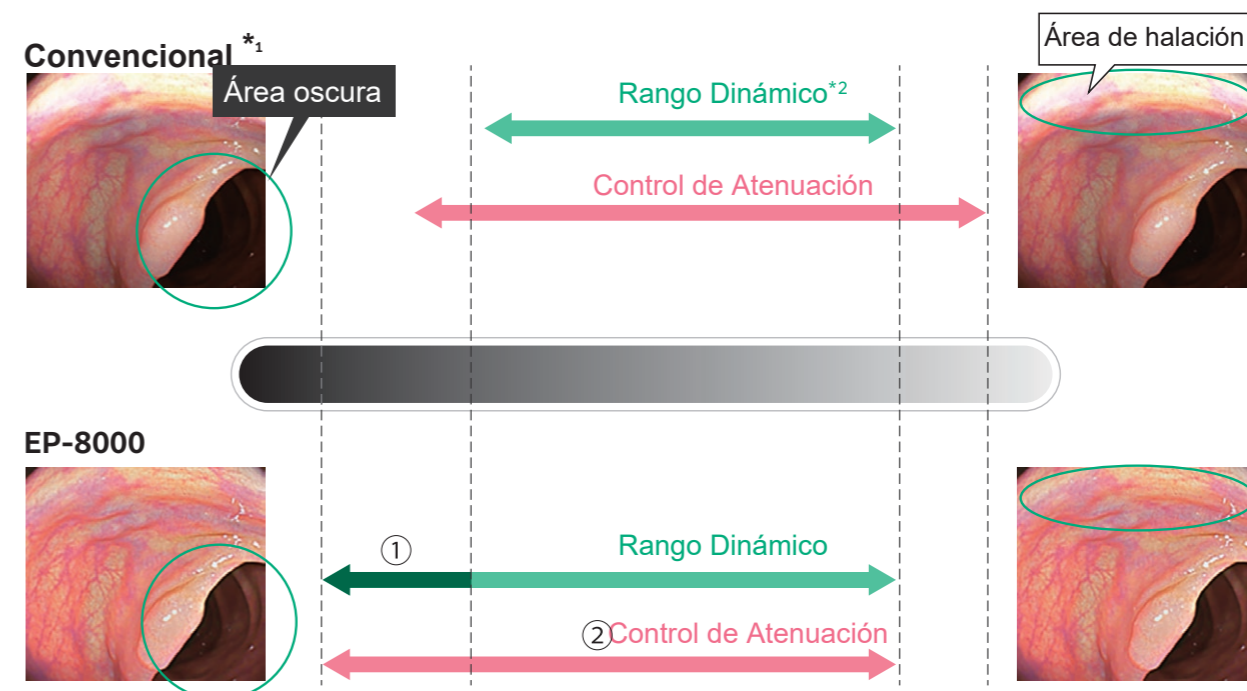 Convencional *1
Área oscura
Rango Dinámico*2
Control de Atenuación
Área de halación
EP-8000
①
Rango Dinámico
②Control de Atenuación